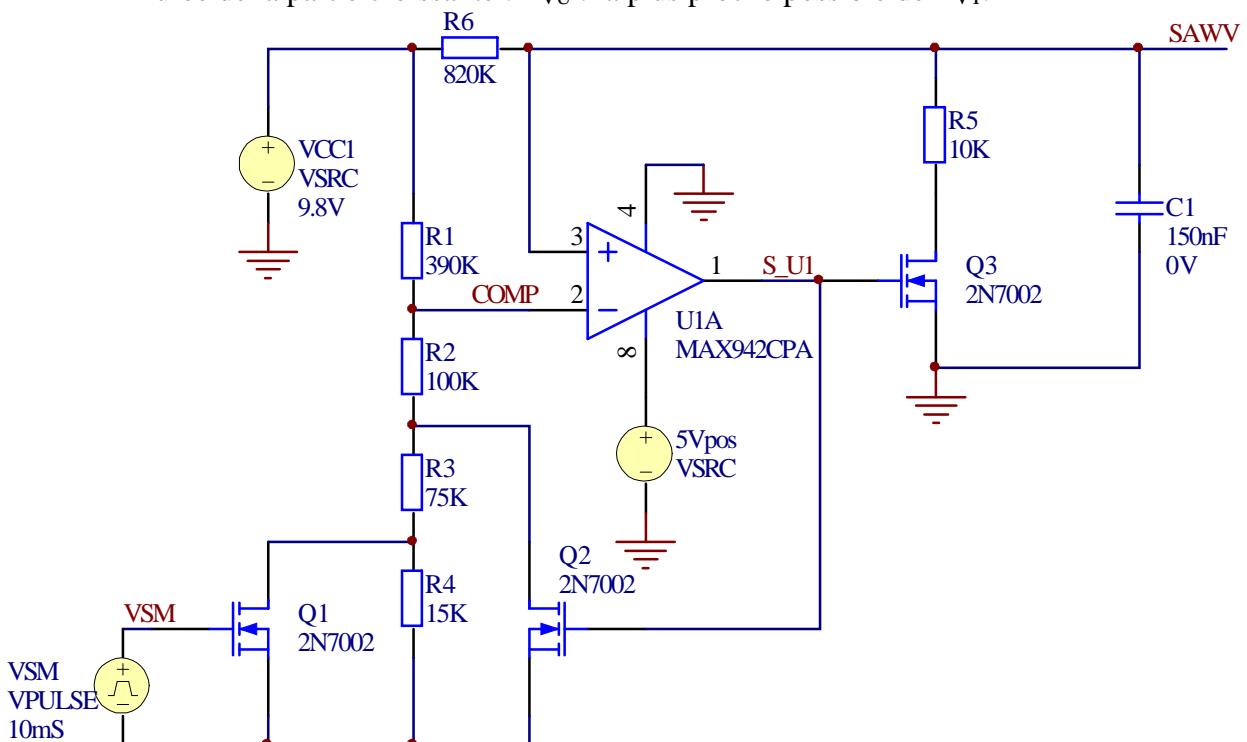 R6
820K
SAWV
VCC1
VSRC
9.8V
R5
10K
C1
150nF
0V
R1
390K
COMP
3
2
4
8
1
S_U1
U1A
MAX942CPA
Q3
2N7002
R2
100K
5Vpos
VSRC
R3
75K
Q2
2N7002
R4
15K
VSM
Q1
2N7002
VSM
VPULSE
10mS